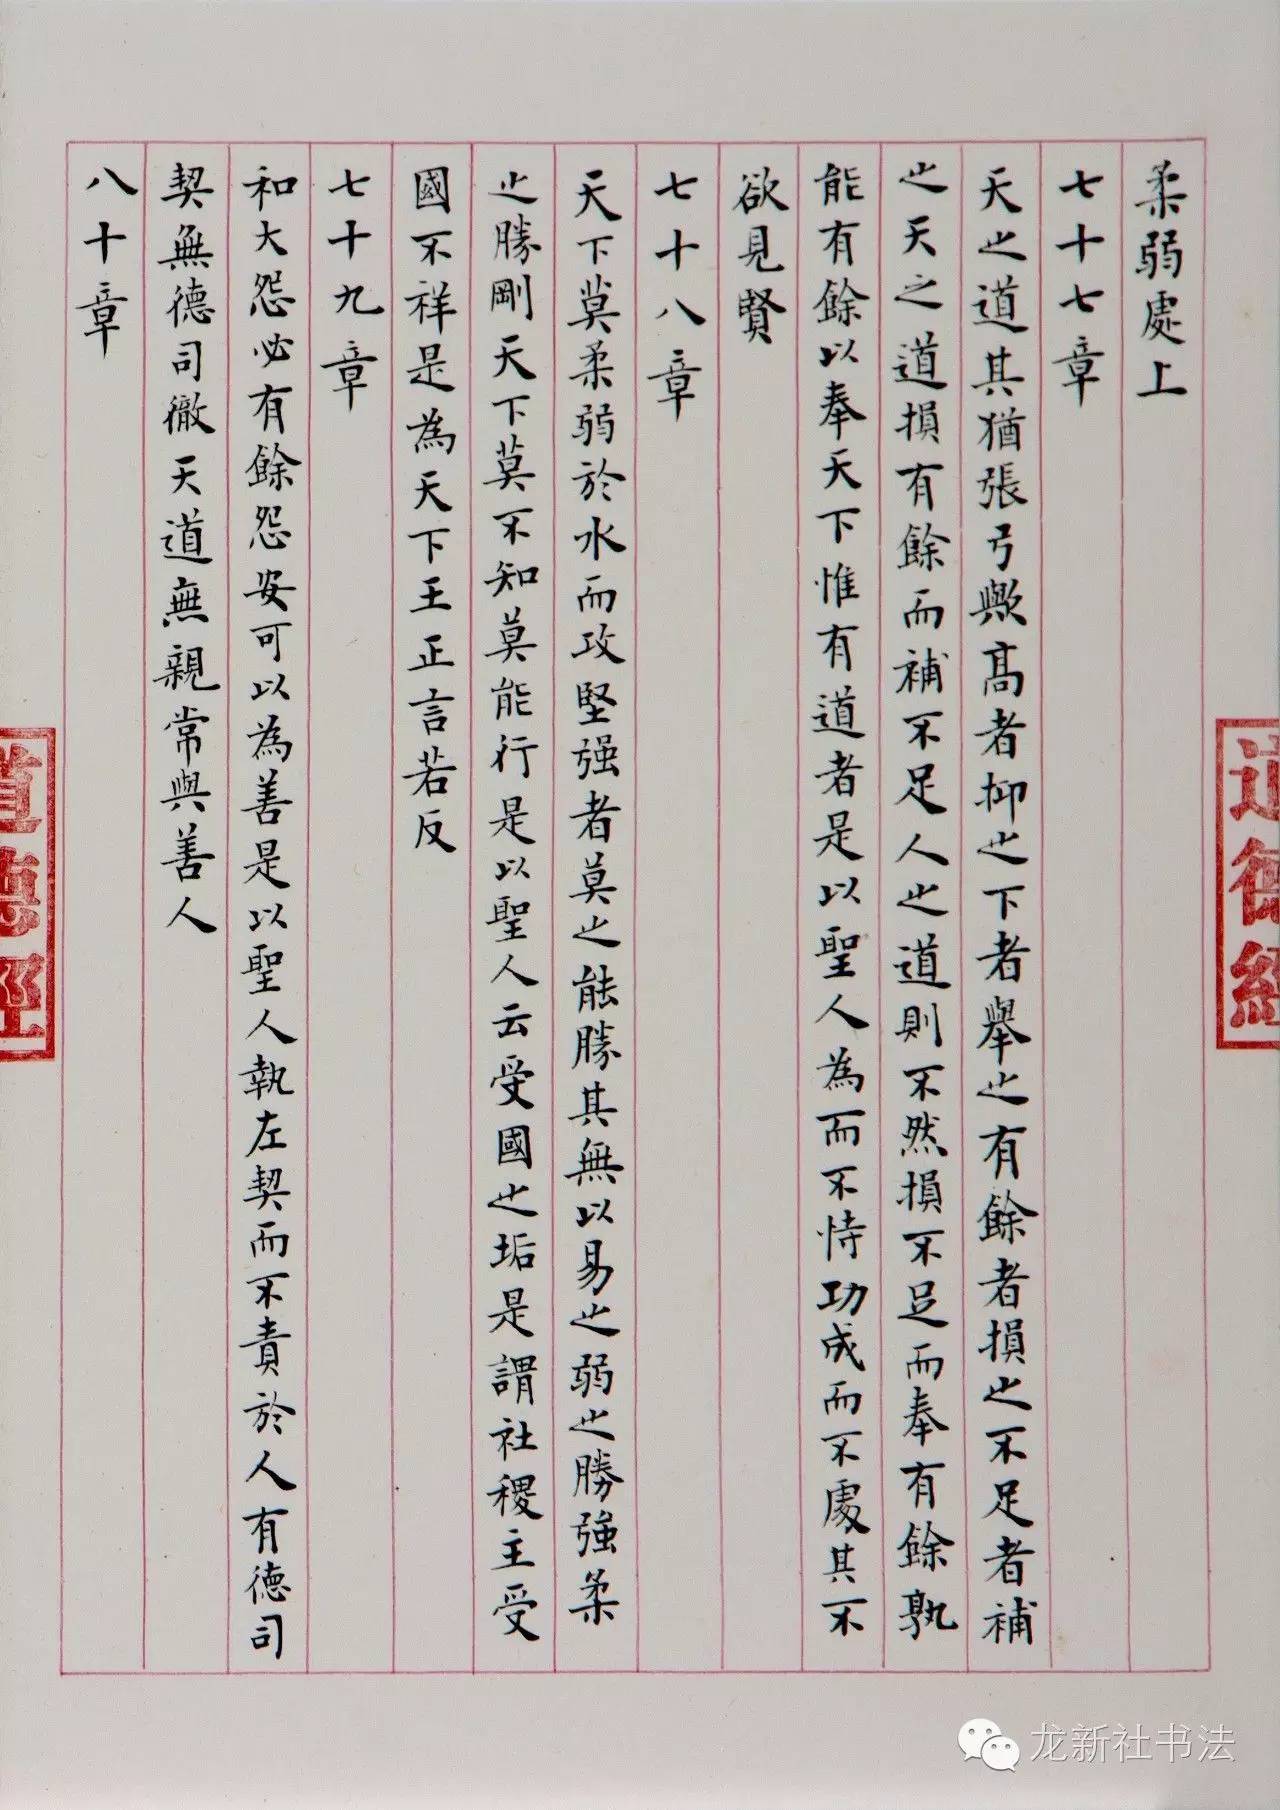 柔弱處上
七十七章
天之道其猶張弓歟高者抑之下者舉之有餘者損之不足者補
之天之道損有餘而補不足人之道則不然損不足而奉有餘孰
能有餘以奉天下惟有道者是以聖人為而不恃功成而不處其不
欲見賢
七十八章
天下莫柔弱於水而攻堅强者莫之能勝其無以易之弱之勝強柔
之勝剛天下莫不知莫能行是以聖人云受國之垢是謂社稷主受
國不祥是為天下王正言若反
七十九章
和大怨必有餘怨安可以為善是以聖人執左契而不責於人有德司
契無德司徹天道無親常與善人
八十章
道德經
道德經
龙新社书法